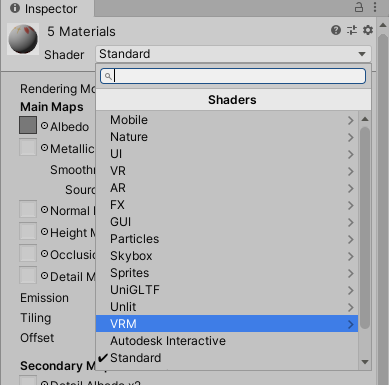 Inspector
5 Materials
Shader Standard
Rendering Mo
Main Maps
Albedo
Metallic
Smoothn
Sourc
Normal
Height M
Occlusio
Detail M
Emission
Tiling
Offset
Secondary Ma
Detail Albedo x2
Shaders
Mobile
Nature
UI
VR
AR
FX
GUI
Particles
Skybox
Sprites
UniGLTF
Unlit
VRM
Autodesk Interactive
Standard